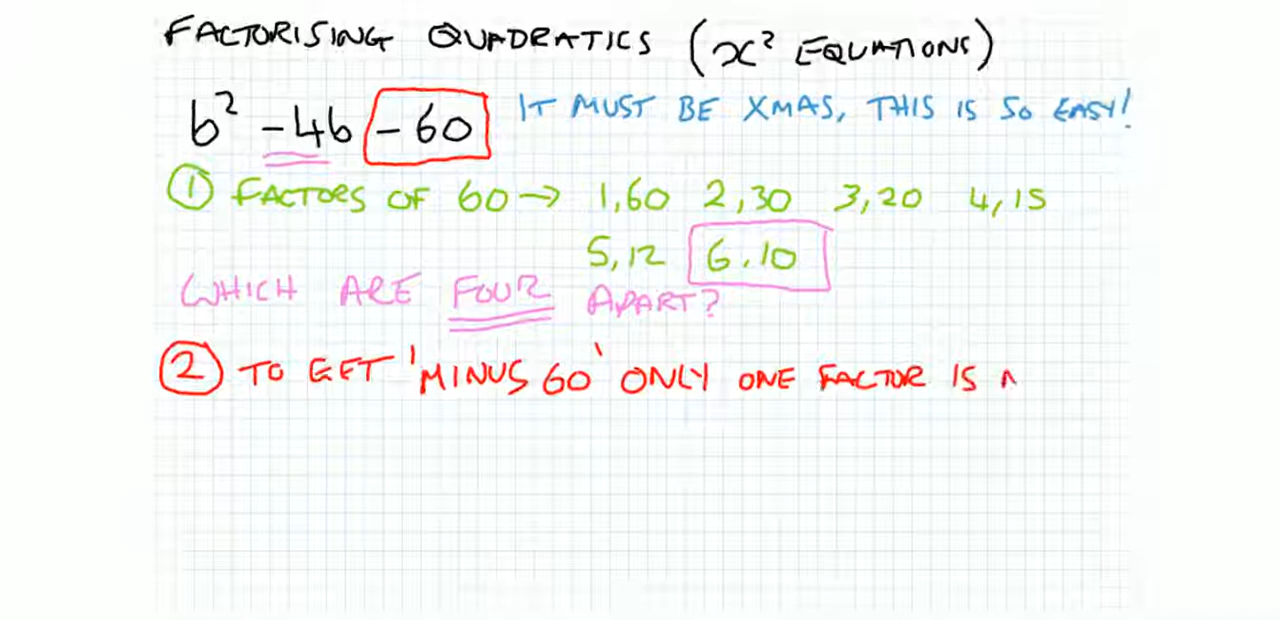 FACTORISING QUADRATICS (x² EQUATIONS)
b² - 4b - 60 IT MUST BE XMAS, THIS IS SO EASY!
① FACTORS OF 60 → 1,60 2,30 3,20 4,15
5,12 6.10
WHICH ARE FOUR APART?
② TO GET 'MINUS 60' ONLY ONE FACTOR IS